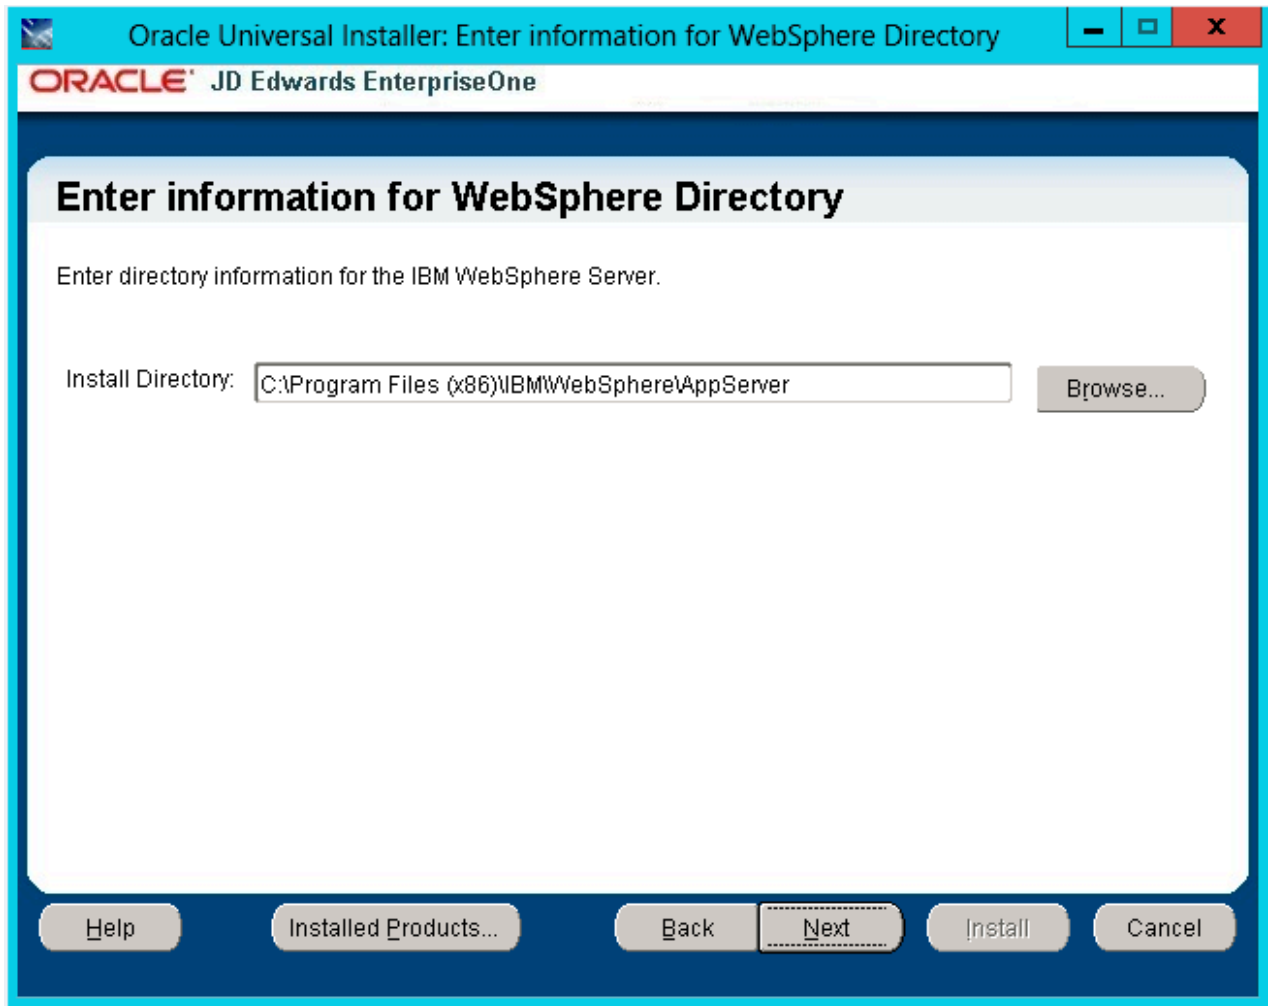 Oracle Universal Installer: Enter information for WebSphere Directory
ORACLE JD Edwards EnterpriseOne
Enter information for WebSphere Directory
Enter directory information for the IBM WebSphere Server.
Install Directory: C:\Program Files (x86)\IBM\WebSphere\AppServer Browse...
Help Installed Products... Back Next Install Cancel